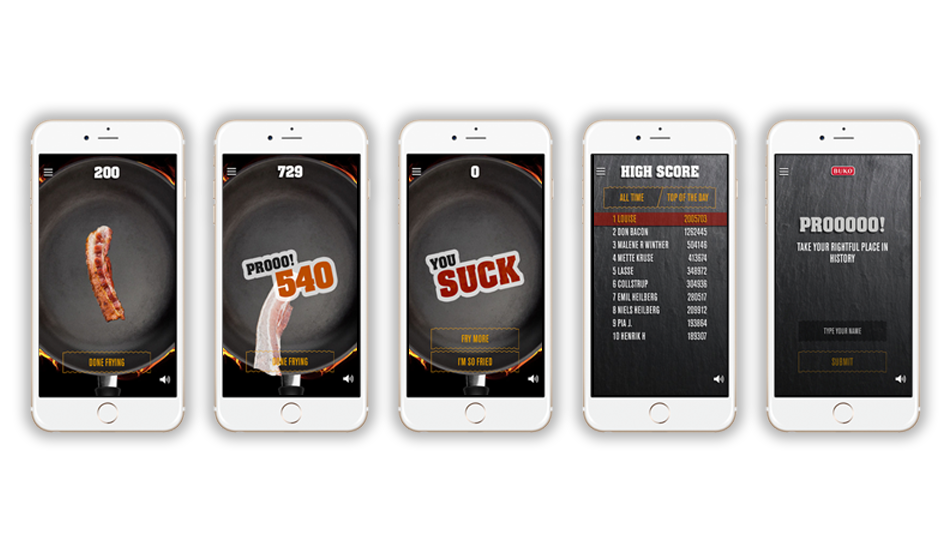 200
DONE FRYING
729
PROOO!
540
FRYING
0
YOU
SUCK
FRY MORE
I'M SO FRIED
HIGH SCORE
ALL TIME
TOP OF THE DAY
1 LOUISE 2005703
2 DON BACON 1262445
3 MALENE R WINTHER 504146
4 METTE KRUSE 413674
5 LASSE 348972
6 COLLSTRUP 304936
7 EMIL HEILBERG 280517
8 NIELS HEILBERG 209912
9 PIA J. 193864
10 HENRIK H 189307
BUKO
PROOOOO!
TAKE YOUR RIGHTFUL PLACE IN
HISTORY
TYPE YOUR NAME
SUBMIT